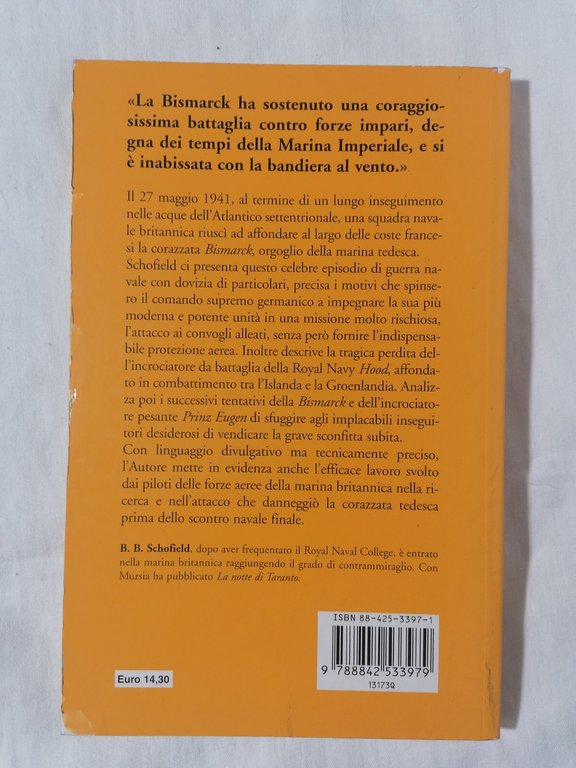 «La Bismarck ha sostenuto una coraggio-
sissima battaglia contro forze impari, de-
gna dei tempi della Marina Imperiale, e si
è inabissata con la bandiera al vento.»
Il 27 maggio 1941, al termine di un lungo inseguimento
nelle acque dell'Atlantico settentrionale, una squadra nava-
le britannica riuscì ad affondare al largo delle coste france-
si la corazzata Bismarck, orgoglio della marina tedesca.
Schofield ci presenta questo celebre episodio di guerra na-
vale con dovizia di particolari, precisa i motivi che spinse-
ro il comando supremo germanico a impegnare la sua più
moderna e potente unità in una missione molto rischiosa,
l'attacco ai convogli alleati, senza però fornire l'indispensa-
bile protezione aerea. Inoltre descrive la tragica perdita del-
l'incrociatore da battaglia della Royal Navy Hood, affonda-
to in combattimento tra l'Islanda e la Groenlandia. Analiz-
za poi i successivi tentativi della Bismarck e dell'incrociato-
re pesante Prinz Eugen di sfuggire agli implacabili insegui-
tori desiderosi di vendicare la grave sconfitta subita.
Con linguaggio divulgativo ma tecnicamente preciso,
l'Autore mette in evidenza anche l'efficace lavoro svolto
dai piloti delle forze aeree della marina britannica nella ri-
cerca e nell'attacco che danneggiò la corazzata tedesca
prima dello scontro navale finale.
B. B. Schofield, dopo aver frequentato il Royal Naval College, è entrato
nella marina britannica raggiungendo il grado di contrammiraglio. Con
Mursia ha pubblicato La notte di Taranto.
ISBN 88-425-3397-1
9 788842 533979
13173Q
Euro 14,30